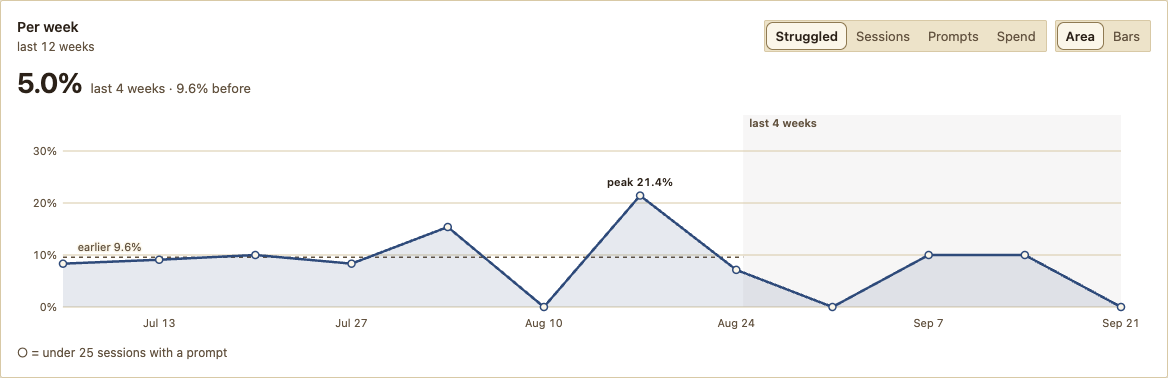 Per week
last 12 weeks
Struggled Sessions Prompts Spend Area Bars
5.0% last 4 weeks · 9.6% before
last 4 weeks
30%
peak 21.4%
20%
earlier 9.6%
10%
0%
Jul 13 Jul 27 Aug 10 Aug 24 Sep 7 Sep 21
O = under 25 sessions with a prompt